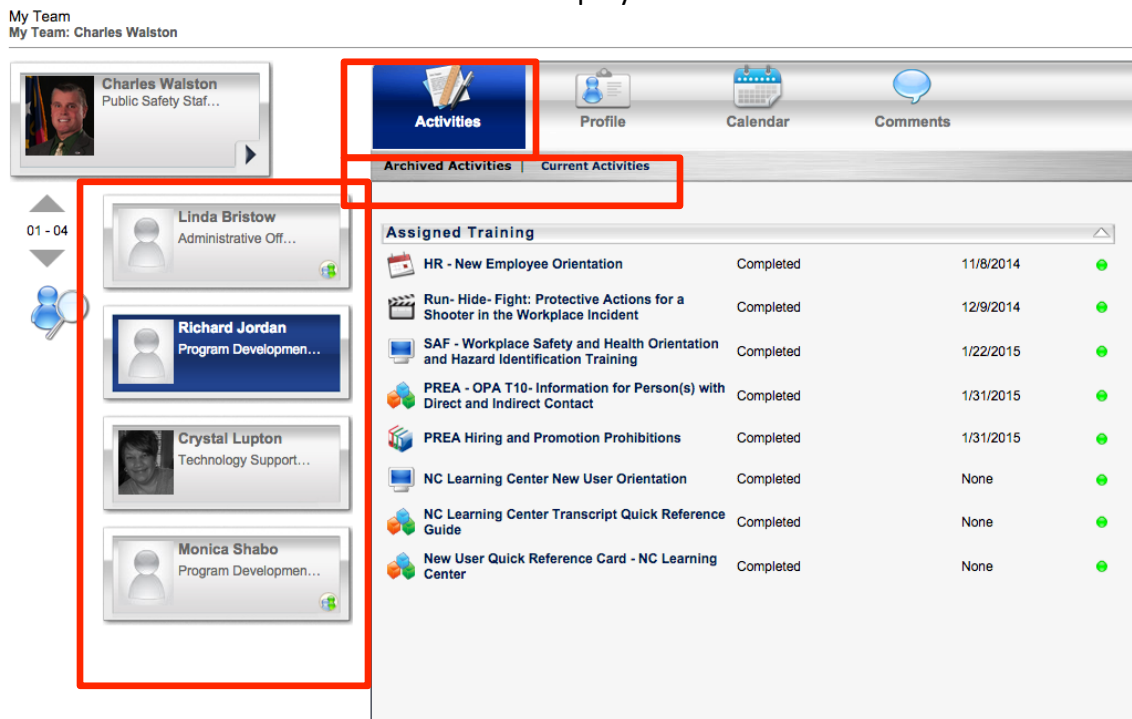 My Team
My Team: Charles Walston
Charles Walston
Public Safety Staf...
Activities
Profile
Calendar
Comments
Archived Activities | Current Activities
01 - 04
Linda Bristow
Administrative Off...
Richard Jordan
Program Developmen...
Crystal Lupton
Technology Support...
Monica Shabo
Program Developmen...
Assigned Training
HR - New Employee Orientation Completed 11/8/2014
Run- Hide- Fight: Protective Actions for a
Shooter in the Workplace Incident Completed 12/9/2014
SAF - Workplace Safety and Health Orientation
and Hazard Identification Training Completed 1/22/2015
PREA - OPA T10- Information for Person(s) with
Direct and Indirect Contact Completed 1/31/2015
PREA Hiring and Promotion Prohibitions Completed 1/31/2015
NC Learning Center New User Orientation Completed None
NC Learning Center Transcript Quick Reference
Guide Completed None
New User Quick Reference Card - NC Learning
Center Completed None